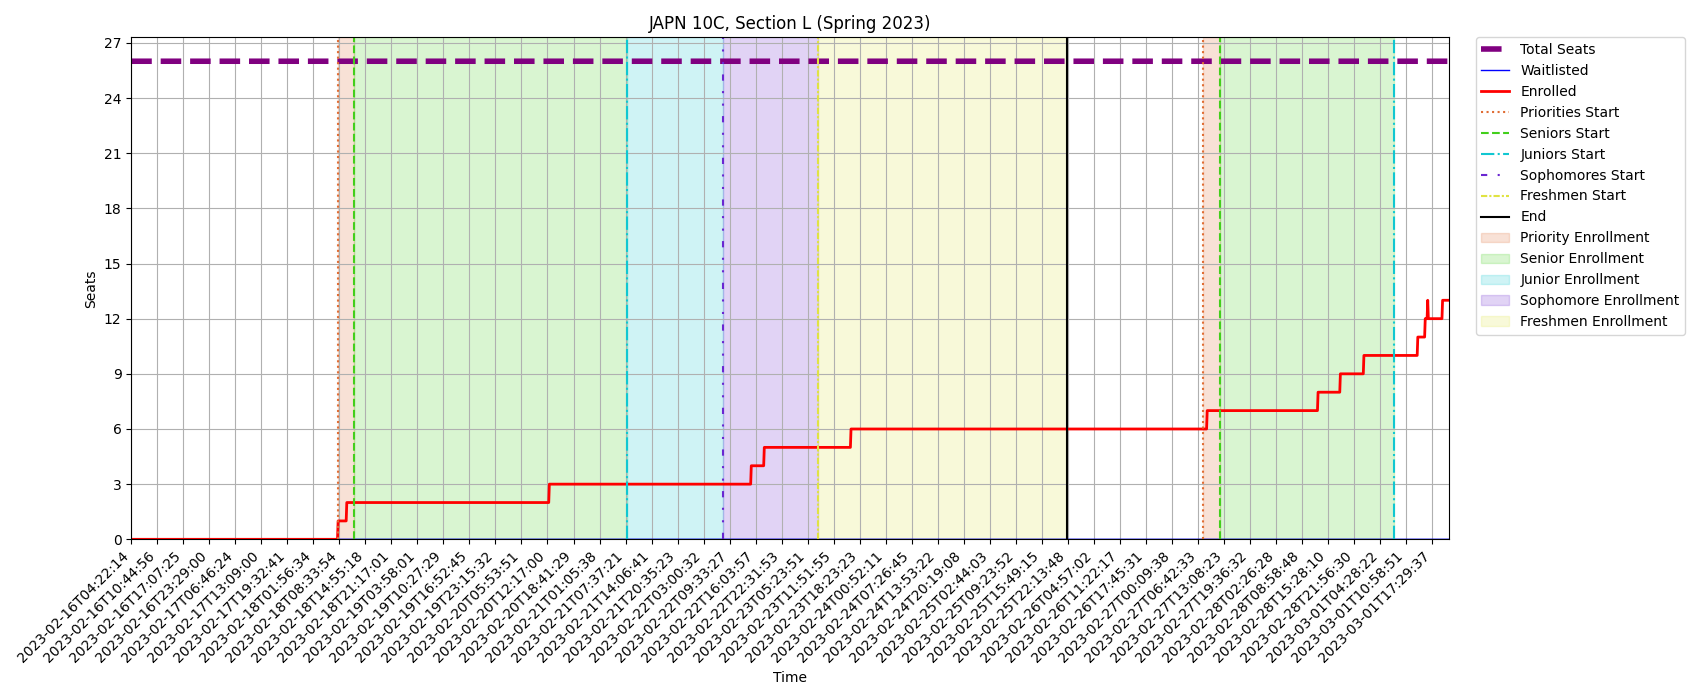 JAPN 10C, Section L (Spring 2023)
Seats
27
24
21
18
15
12
9
6
3
0
2023-02-16T04:22:14
2023-02-16T10:44:56
2023-02-16T17:07:25
2023-02-16T23:29:00
2023-02-17T06:46:24
2023-02-17T13:09:00
2023-02-17T19:32:41
2023-02-18T01:56:34
2023-02-18T08:33:54
2023-02-18T14:55:18
2023-02-18T21:17:01
2023-02-19T03:58:01
2023-02-19T10:27:29
2023-02-19T16:52:45
2023-02-19T23:15:32
2023-02-20T05:53:51
2023-02-20T12:17:00
2023-02-20T18:41:29
2023-02-21T01:05:38
2023-02-21T07:37:21
2023-02-21T14:06:41
2023-02-21T20:35:23
2023-02-22T03:00:32
2023-02-22T09:33:27
2023-02-22T16:03:57
2023-02-22T22:31:53
2023-02-23T05:23:51
2023-02-23T11:51:55
2023-02-23T18:23:23
2023-02-24T00:52:11
2023-02-24T07:26:45
2023-02-24T13:53:22
2023-02-24T20:19:08
2023-02-25T02:44:03
2023-02-25T09:23:52
2023-02-25T15:49:15
2023-02-25T22:13:48
2023-02-26T04:57:02
2023-02-26T11:22:17
2023-02-26T17:45:31
2023-02-27T00:09:38
2023-02-27T06:42:33
2023-02-27T13:08:23
2023-02-27T19:36:32
2023-02-28T02:26:28
2023-02-28T08:58:48
2023-02-28T15:28:10
2023-02-28T21:56:30
2023-03-01T04:28:22
2023-03-01T10:58:51
2023-03-01T17:29:37
Time
Total Seats
Waitlisted
Enrolled
Priorities Start
Seniors Start
Juniors Start
Sophomores Start
Freshmen Start
End
Priority Enrollment
Senior Enrollment
Junior Enrollment
Sophomore Enrollment
Freshmen Enrollment